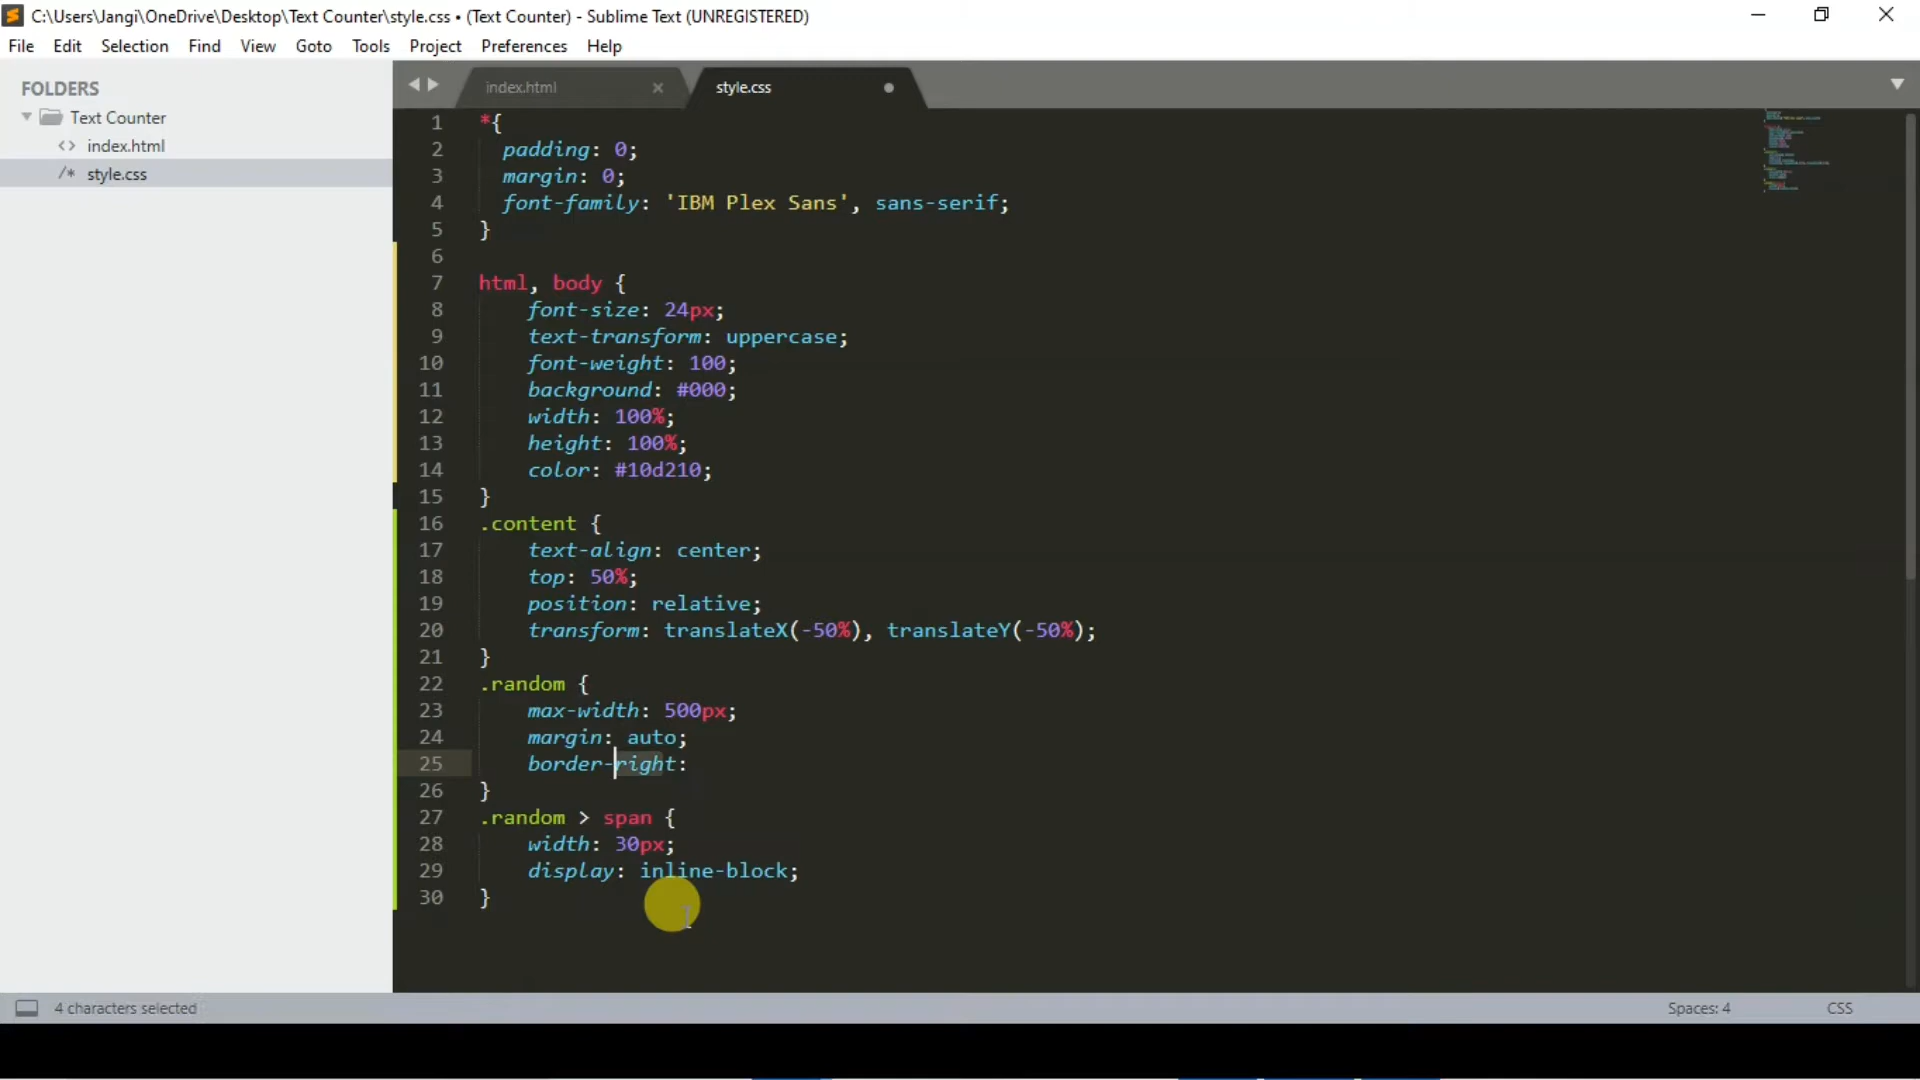 C:\Users\Jangi\OneDrive\Desktop\Text Counter\style.css • (Text Counter) - Sublime Text (UNREGISTERED)
File Edit Selection Find View Goto Tools Project Preferences Help
FOLDERS
Text Counter
<> index.html
/* style.css
index.html
style.css
1 *{
2 padding: 0;
3 margin: 0;
4 font-family: 'IBM Plex Sans', sans-serif;
5 }
6
7 html, body {
8 font-size: 24px;
9 text-transform: uppercase;
10 font-weight: 100;
11 background: #000;
12 width: 100%;
13 height: 100%;
14 color: #10d210;
15 }
16 .content {
17 text-align: center;
18 top: 50%;
19 position: relative;
20 transform: translateX(-50%), translateY(-50%);
21 }
22 .random {
23 max-width: 500px;
24 margin: auto;
25 border-right:
26 }
27 .random > span {
28 width: 30px;
29 display: inline-block;
30 }
4 characters selected
Spaces: 4
CSS